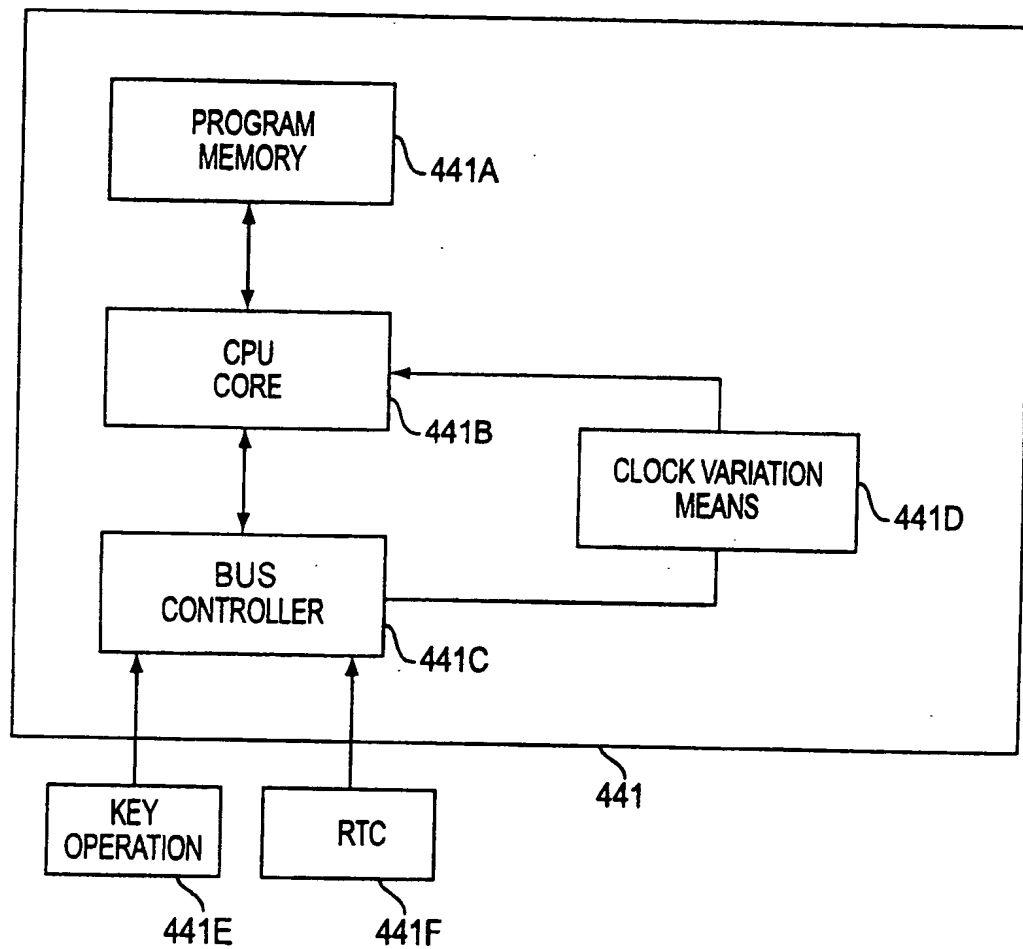 PROGRAM
MEMORY
441A
CPU
CORE
441B
CLOCK VARIATION
MEANS
441D
BUS
CONTROLLER
441C
441
KEY
OPERATION
RTC
441E
441F